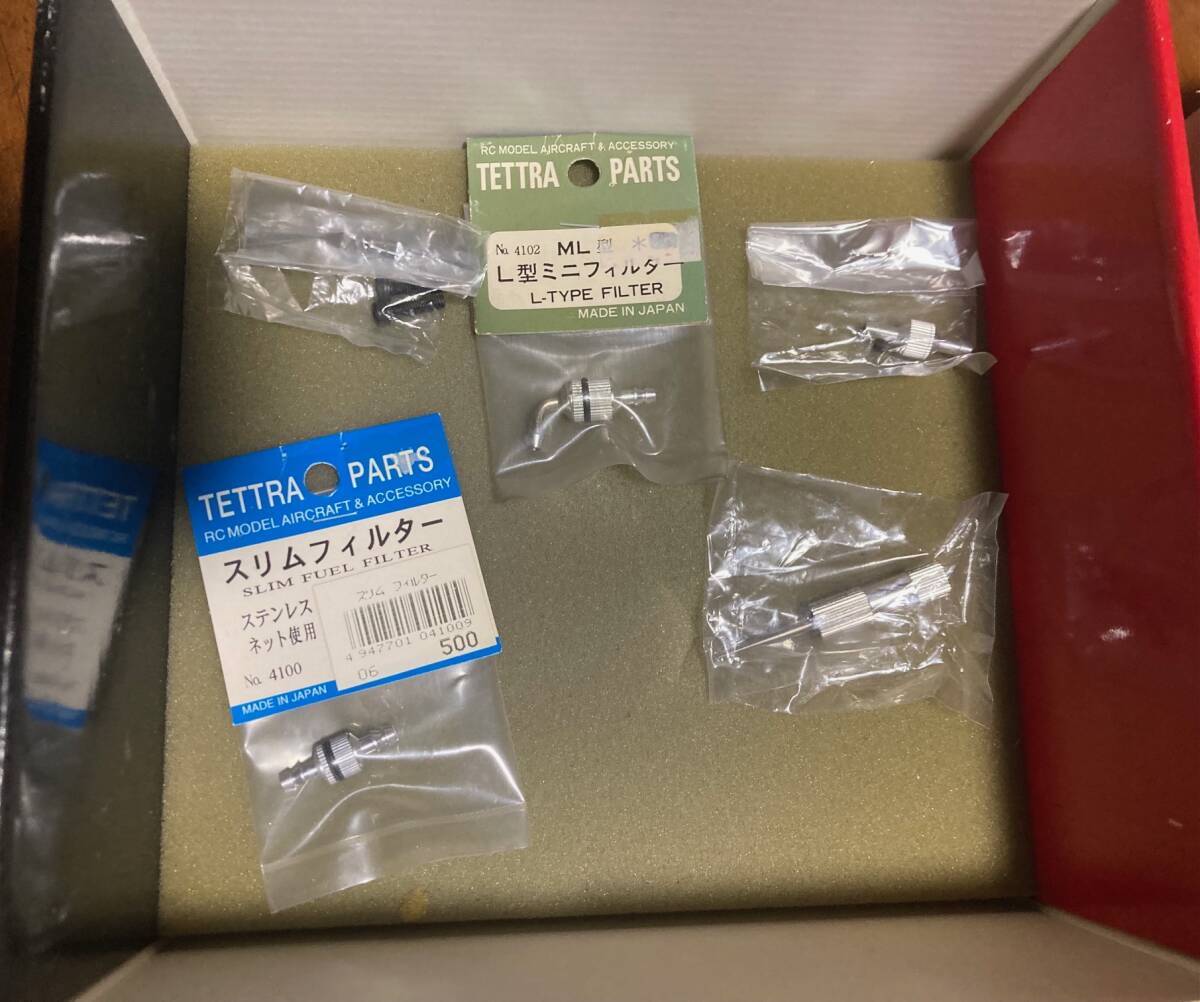 RC MODEL AIRCRAFT & ACCESSORY
TETTRA PARTS
No. 4102 ML型 *
L型ミニフィルター
L-TYPE FILTER
MADE IN JAPAN
TETTRA PARTS
RC MODEL AIRCRAFT & ACCESSORY
スリムフィルター
SLIM FUEL FILTER
ステンレス
ネット使用
No. 4100
MADE IN JAPAN
スリム フィルター
4 947701 041009
06 500